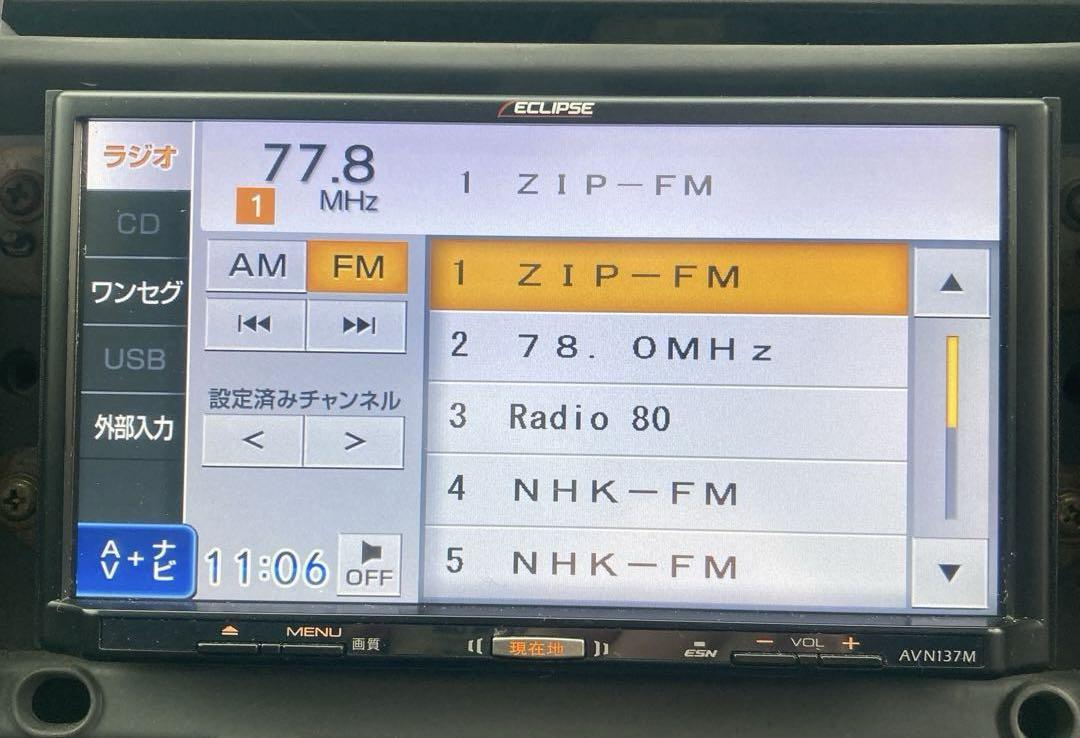 ECLIPSE
ラジオ
77.8
1
MHz
1 ZIP-FM
CD
ワンセグ
USB
外部入力
AM
FM
設定済みチャンネル
<
>
1 ZIP-FM
2 78.0MHz
3 Radio 80
4 NHK-FM
5 NHK-FM
AV+ナビ
11:06
OFF
MENU
画質
現在地
ESN
- VOL +
AVN137M